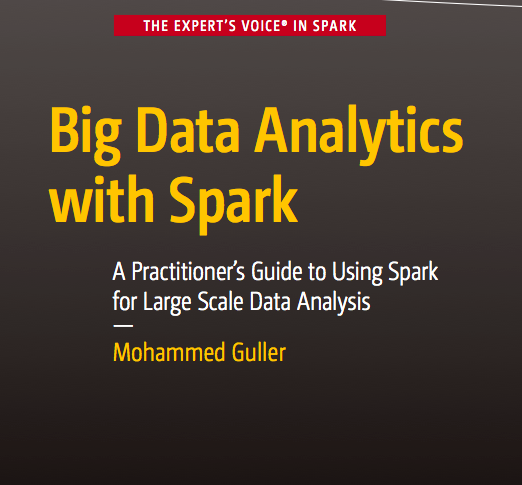 THE EXPERT'S VOICE® IN SPARK
Big Data Analytics
with Spark
A Practitioner's Guide to Using Spark
for Large Scale Data Analysis
—
Mohammed Guller